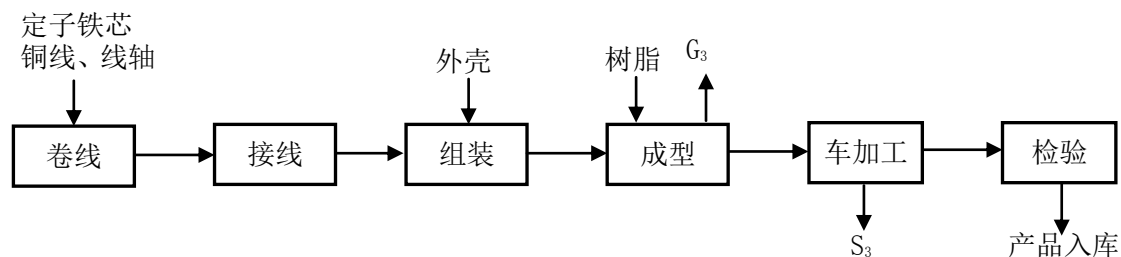 定子铁芯
铜线、线轴
外壳
树脂
G₃
卷线
接线
组装
成型
车加工
检验
S₃
产品入库